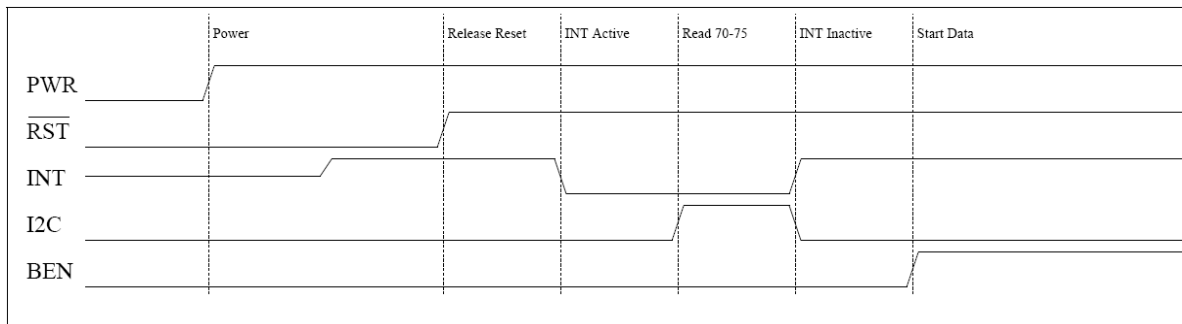 Power Release Reset INT Active Read 70-75 INT Inactive Start Data
PWR
RST
INT
I2C
BEN